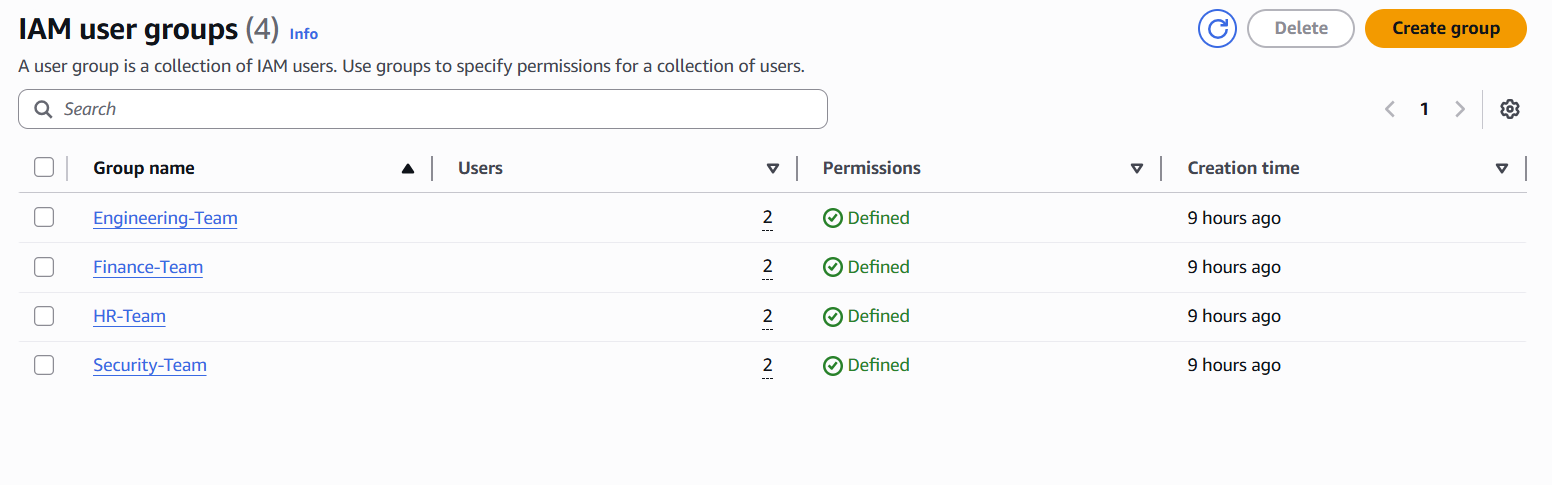 IAM user groups (4) Info
Delete
Create group
A user group is a collection of IAM users. Use groups to specify permissions for a collection of users.
Search
1
Group name Users Permissions Creation time
Engineering-Team 2 Defined 9 hours ago
Finance-Team 2 Defined 9 hours ago
HR-Team 2 Defined 9 hours ago
Security-Team 2 Defined 9 hours ago